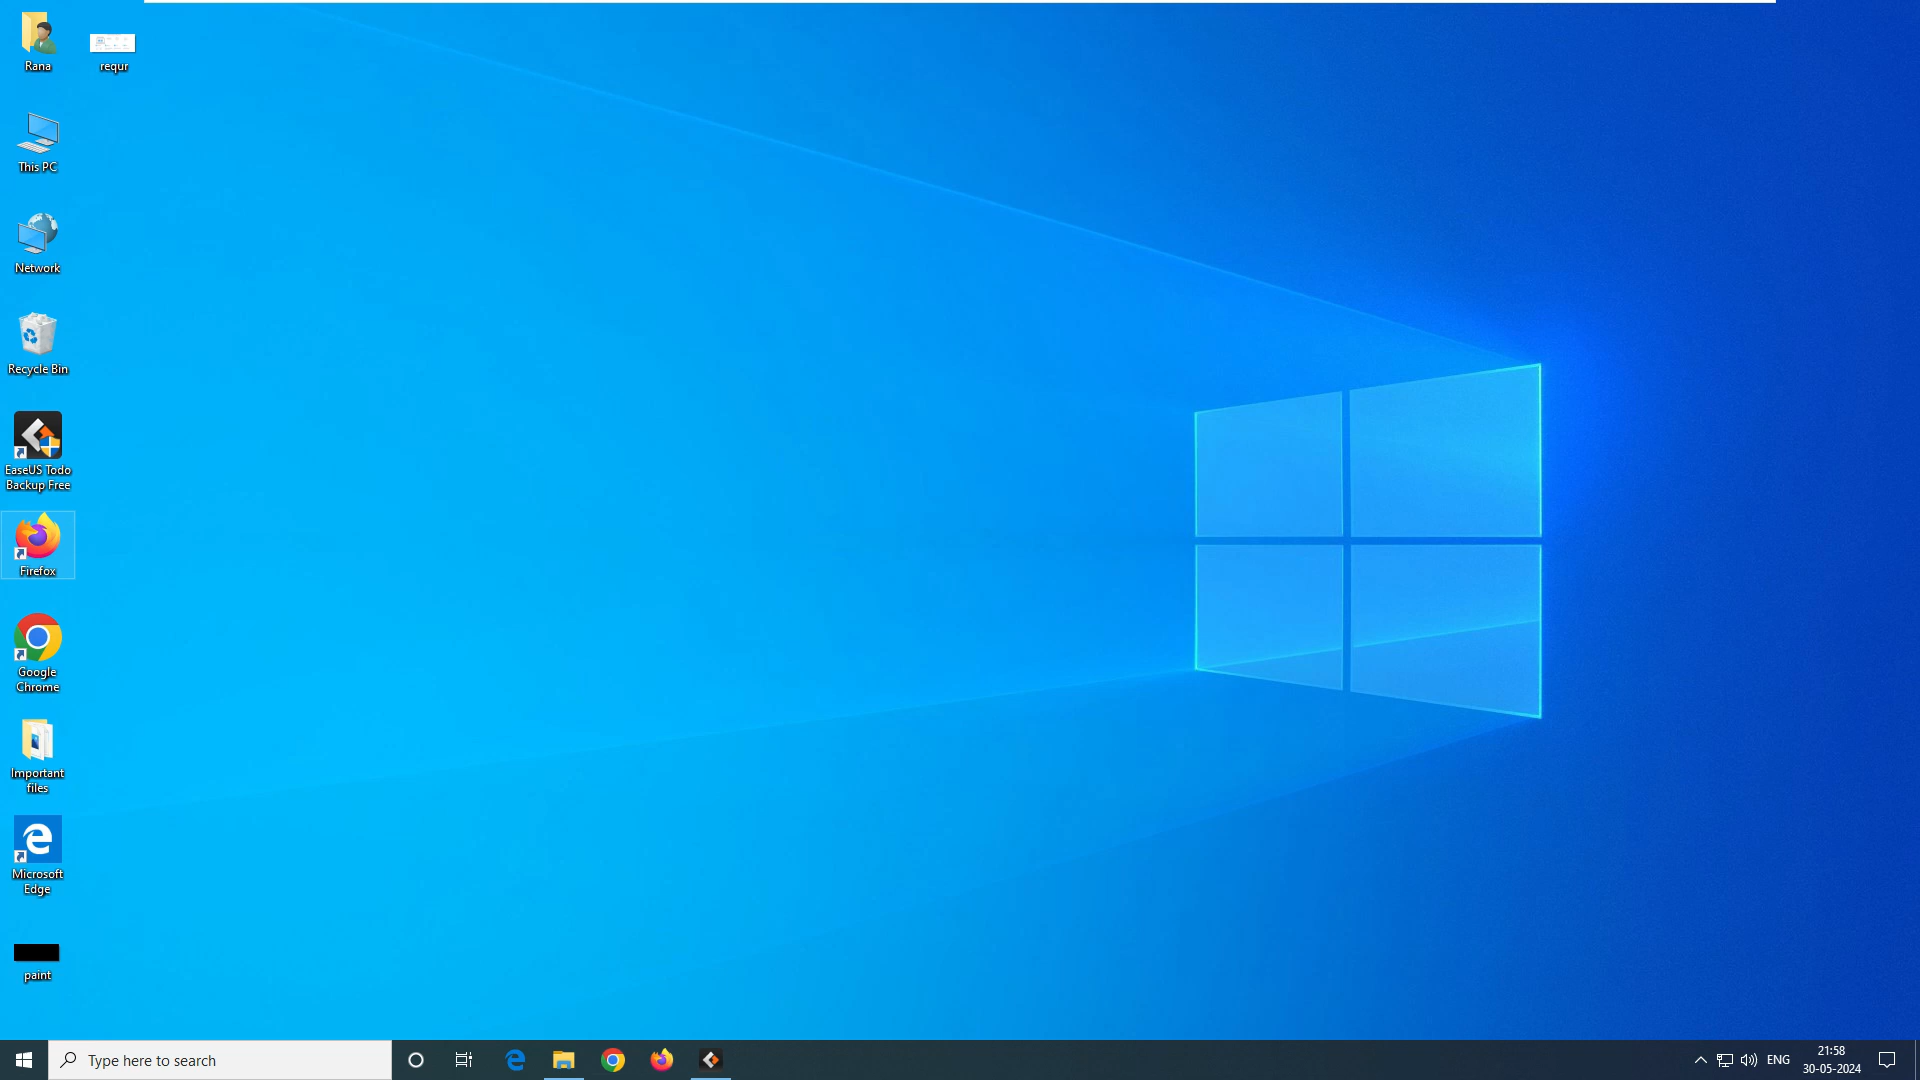 Rana
requr
This PC
Network
Recycle Bin
EaseUS Todo
Backup Free
Firefox
Google
Chrome
Important
files
Microsoft
Edge
paint
Type here to search
ENG
21:58
30-05-2024